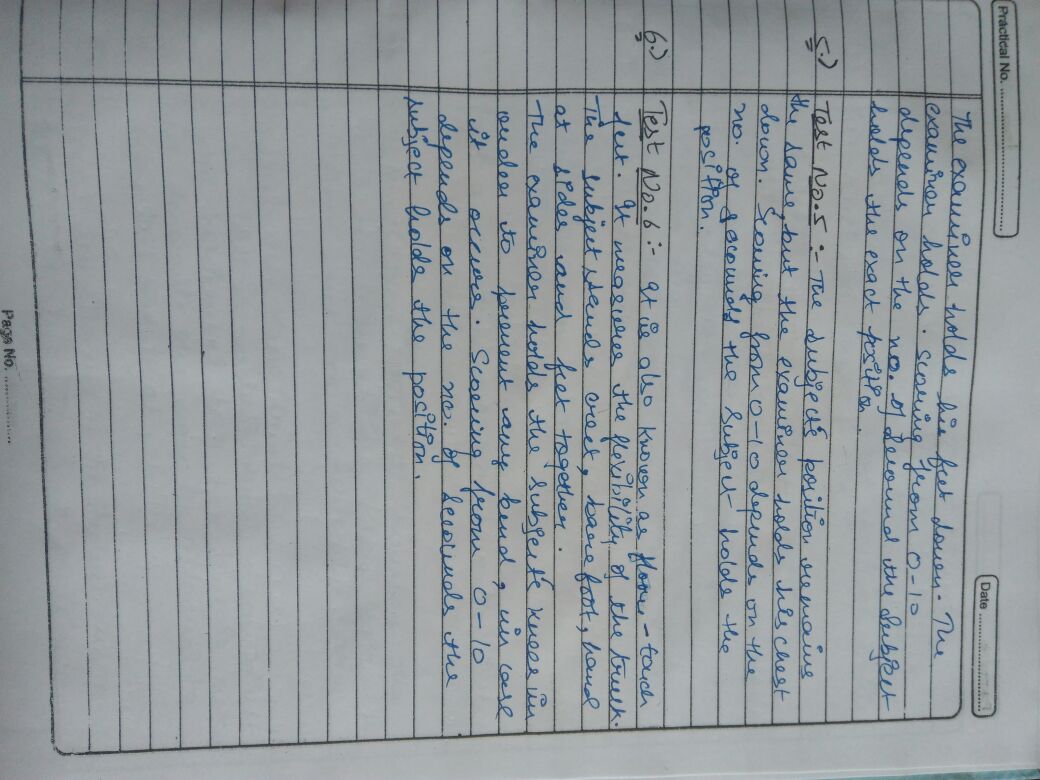 Practical No. ..................
Date ..................
The examiner holds his feet down. The
examiner holds. scoring from 0-10
depends on the no. of second the subject
holds the exact position.
5.) Test No.5 :- The subject's position remains
the same, but the examiner holds his chest
down. Scoring from 0-10 depends on the
no. of seconds the subject holds the
position.
6.) Test No.6 :- It is also known as floor-touch
test. It measures the flexibility of the trunk.
The subject stands erect, bare foot, hand
at sides and feet together.
The examiner holds the subject's knees in
order to prevent any bend, in case
it occurs. Scoring from 0-10
depends on the no. of seconds the
subject holds the position.
Page No. ..................